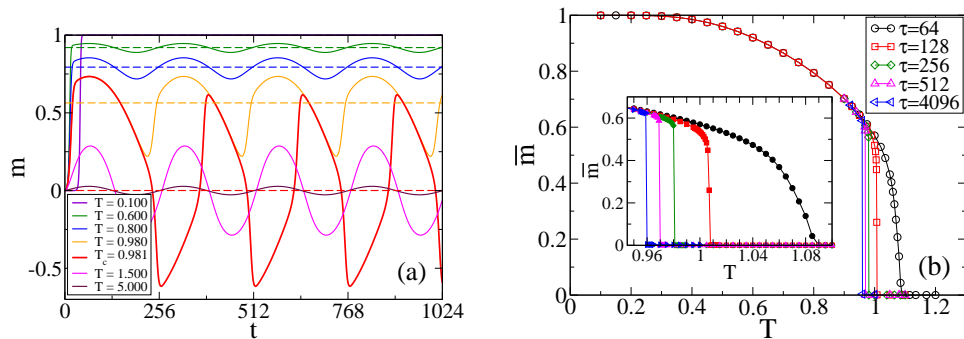 1
0.5
0
-0.5
m
T = 0.100
T = 0.600
T = 0.800
T = 0.980
T = 0.981
c
T = 1.500
T = 5.000
(a)
0 256 512 768 1024
t
1
0.8
0.6
0.4
0.2
0
m
τ=64
τ=128
τ=256
τ=512
τ=4096
0.6
0.4
0.2
0
m
0.96 1 1.04 1.080
T
(b)
0 0.2 0.4 0.6 0.8 1 1.2
T